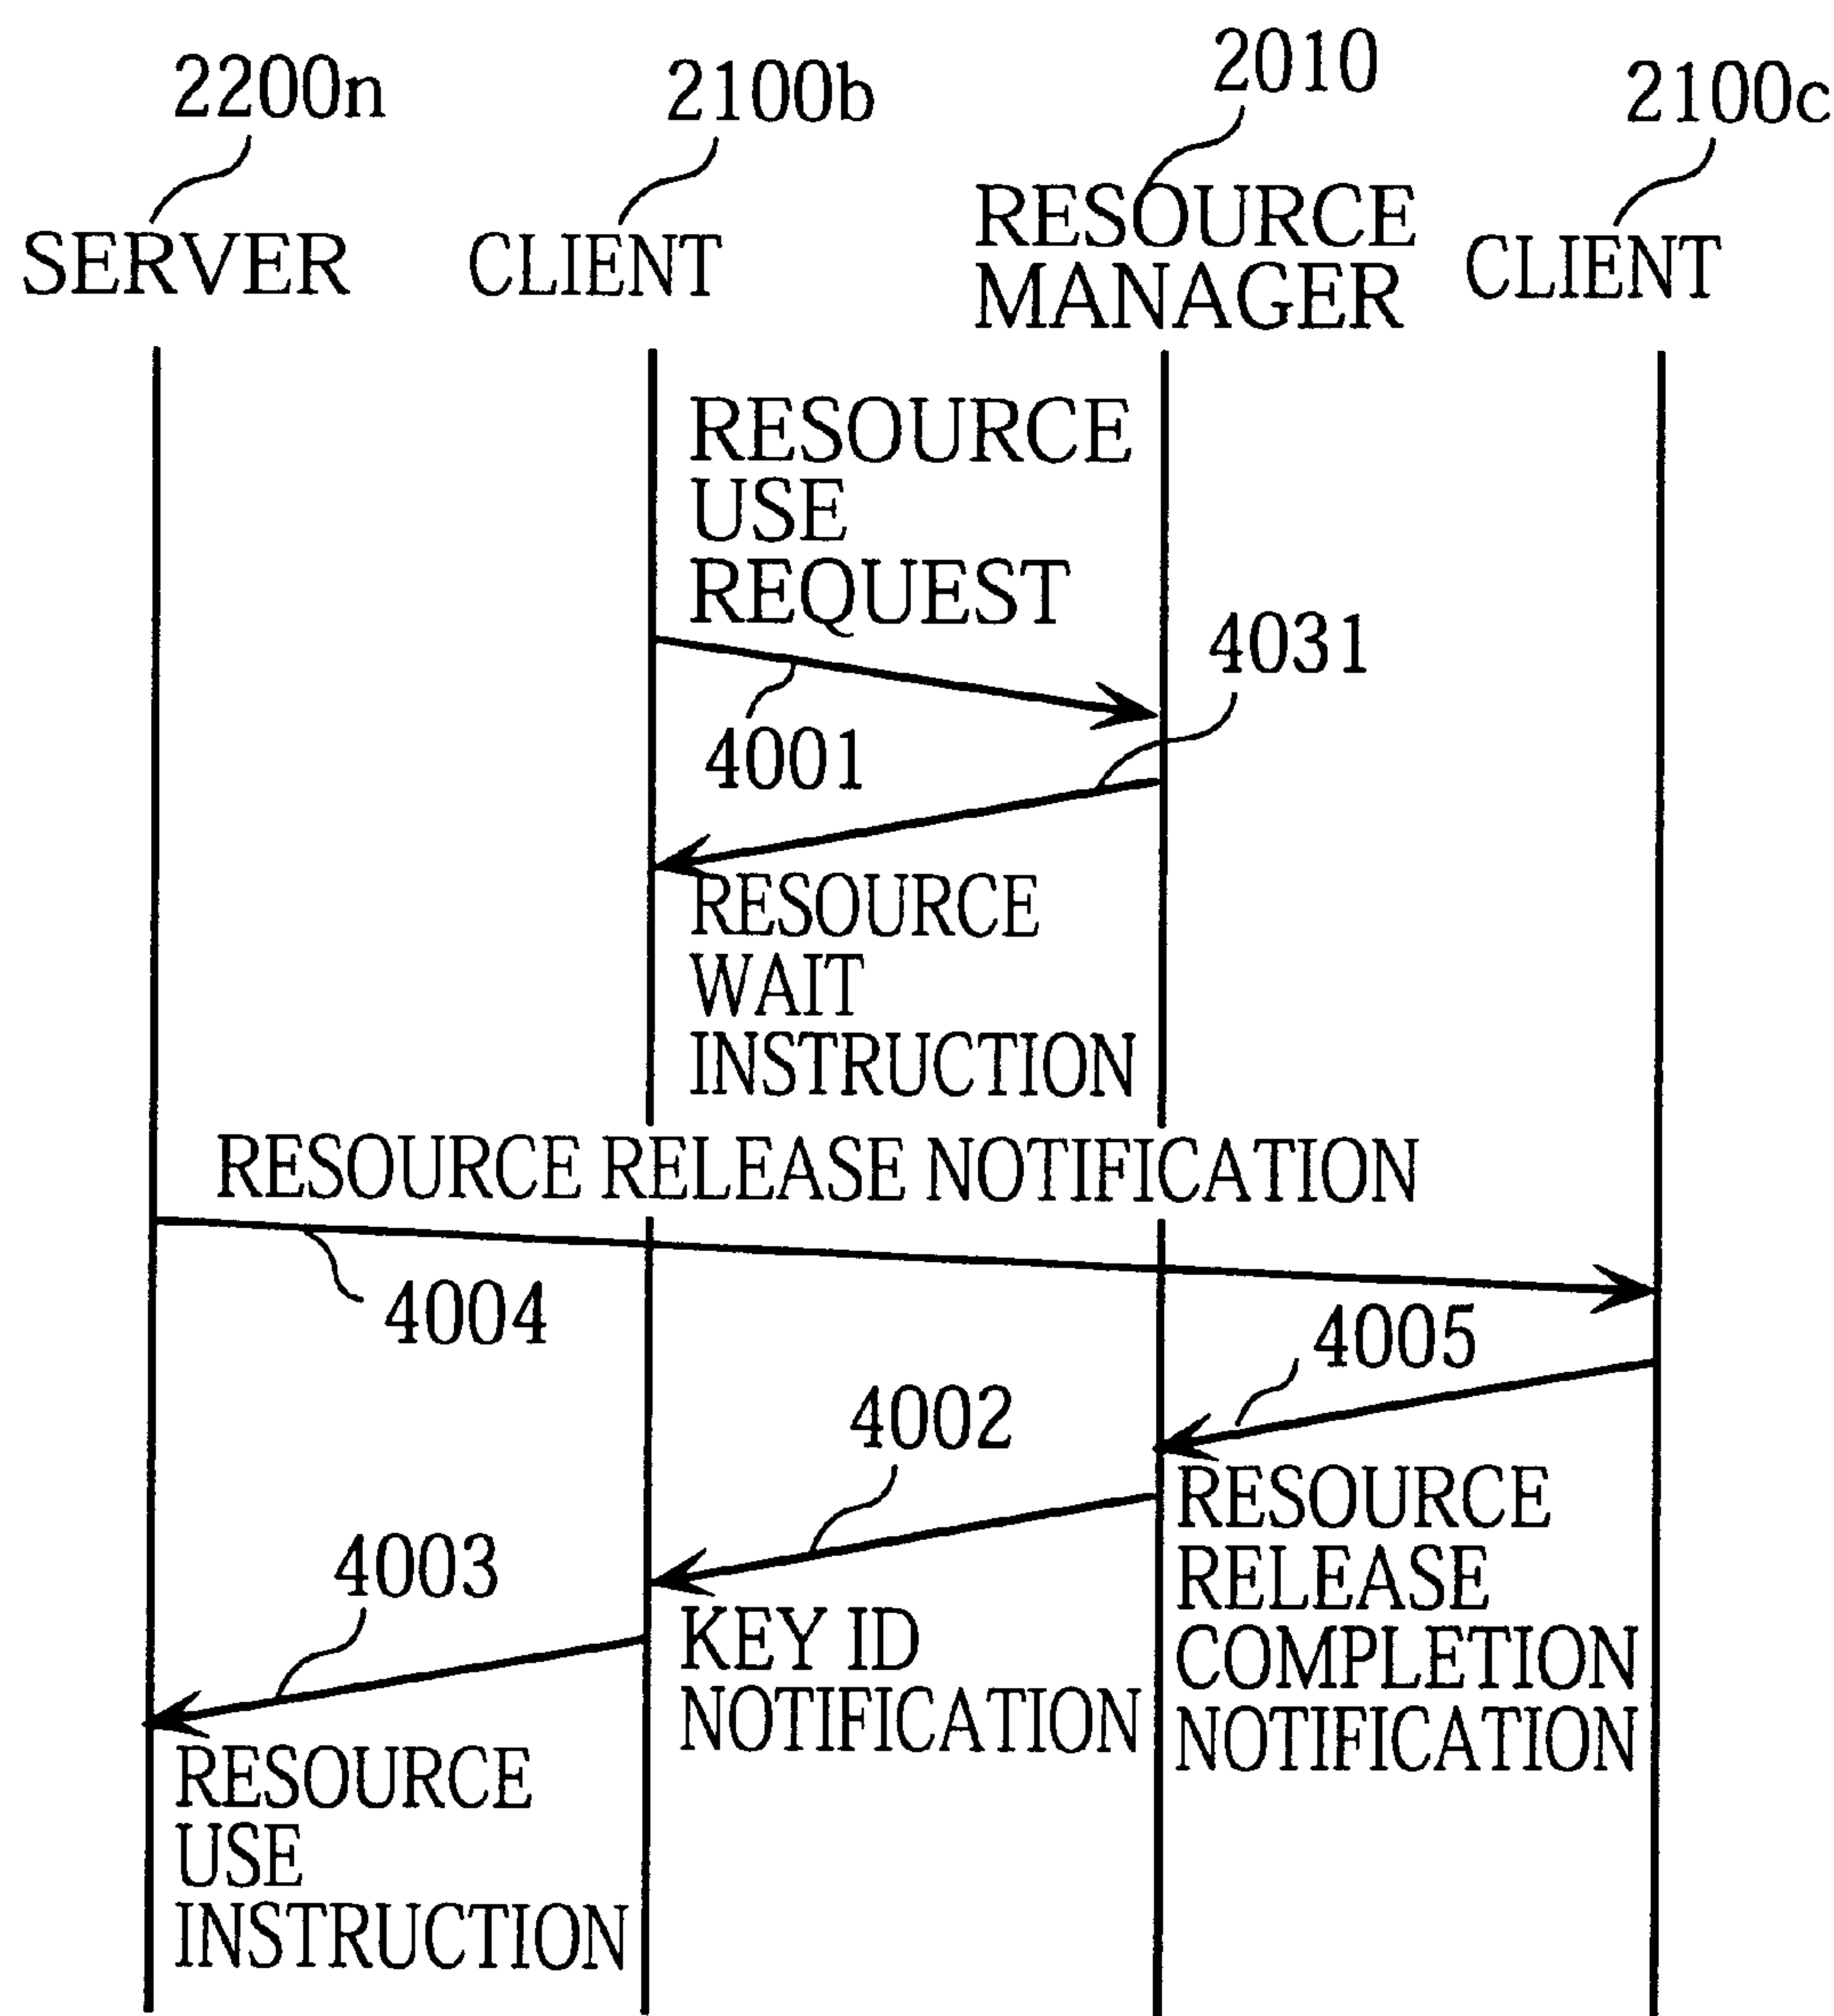 2200n
2100b
2010
2100c
SERVER
CLIENT
RESOURCE
MANAGER
CLIENT
RESOURCE
USE
REQUEST
4031
4001
RESOURCE
WAIT
INSTRUCTION
RESOURCE RELEASE NOTIFICATION
4004
4005
4002
RESOURCE
RELEASE
COMPLETION
NOTIFICATION
4003
KEY ID
NOTIFICATION
RESOURCE
USE
INSTRUCTION